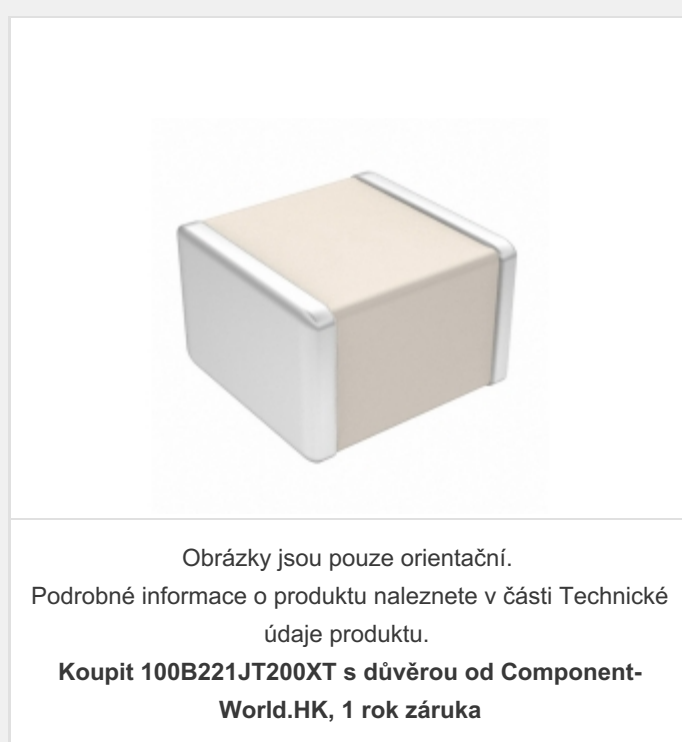 Obrázky jsou pouze orientační.
Podrobné informace o produktu naleznete v části Technické
údaje produktu.
Koupit 100B221JT200XT s důvěrou od Component-
World.HK, 1 rok záruka